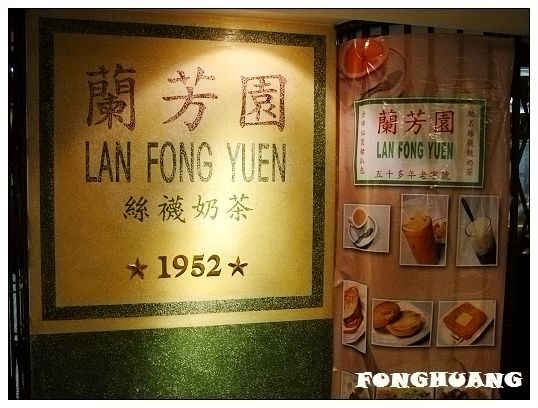 蘭芳園
LAN FONG YUEN
絲襪奶茶
★ 1952 ★
蘭芳園
LAN FONG YUEN
五十多年老字號
FONGHUANG